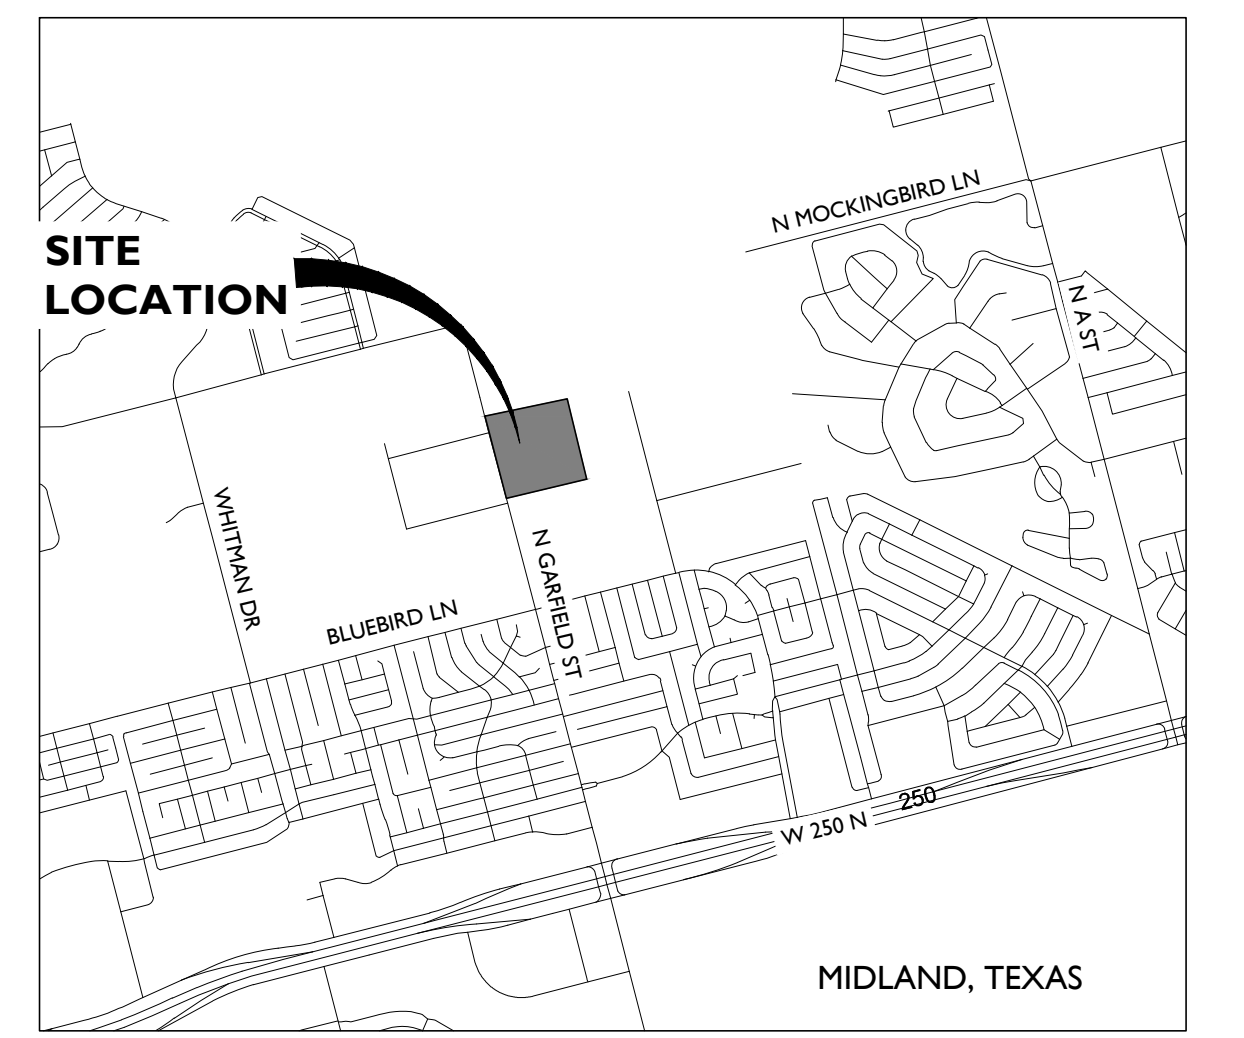 N MOCKINGBIRD LN
SITE
LOCATION
N A ST
WHITMAN DR
N GARFIELD ST
BLUEBIRD LN
250
W 250 N
MIDLAND, TEXAS